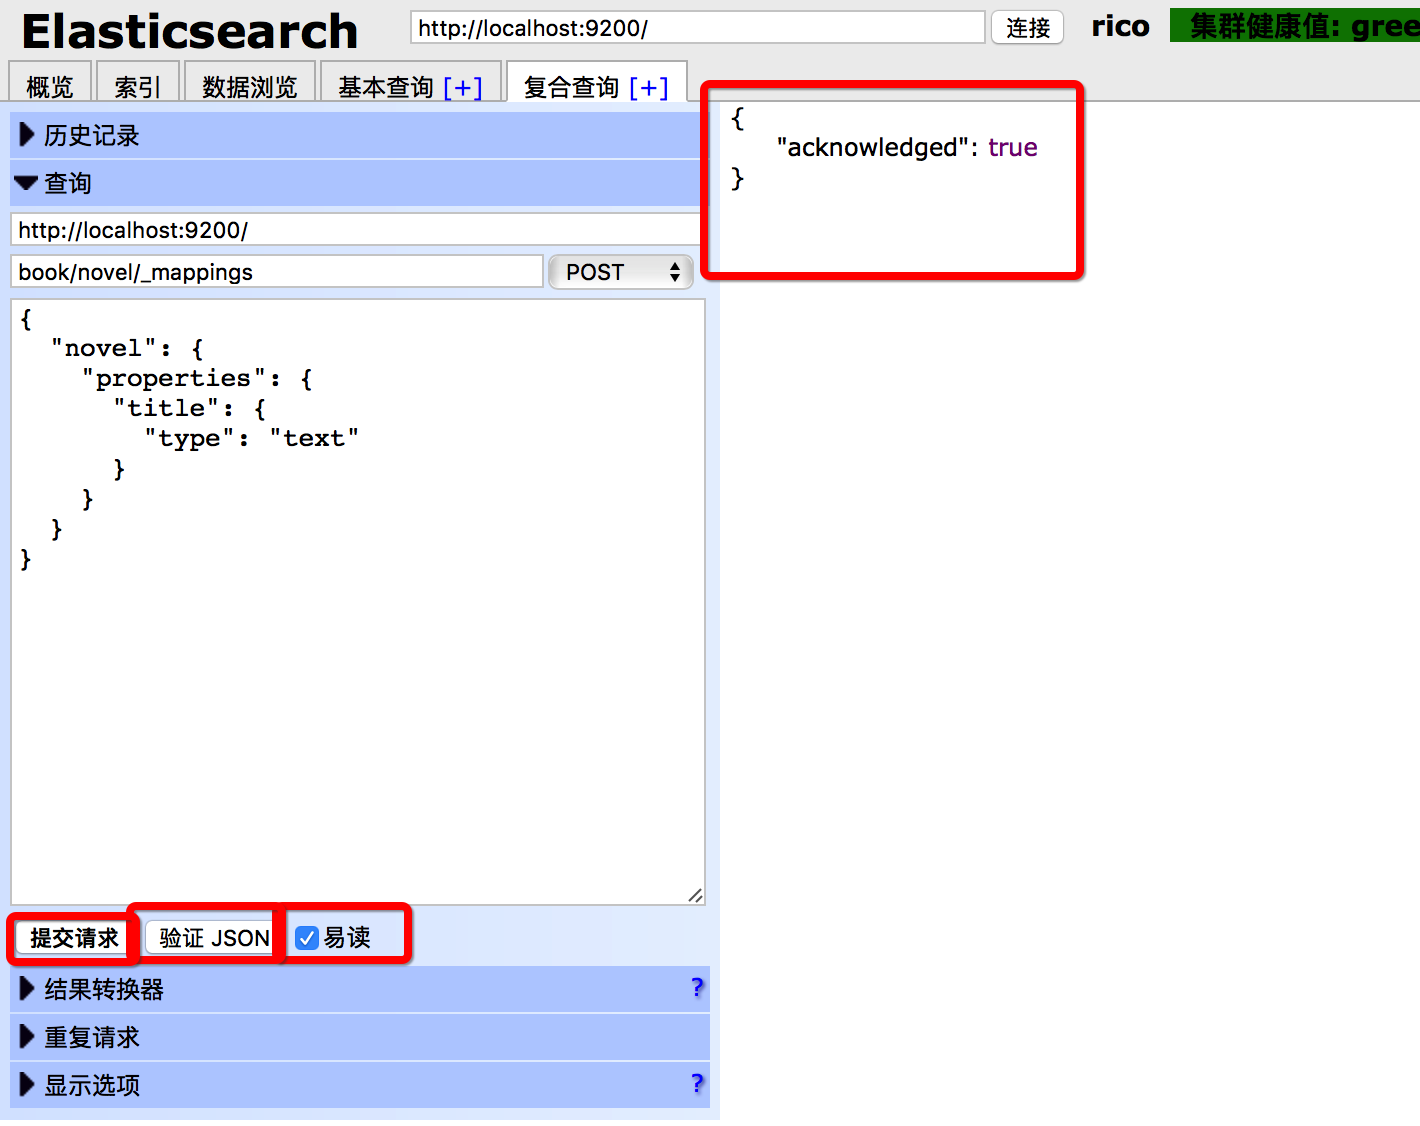 Elasticsearch http://localhost:9200/ 连接 rico 集群健康值: gree
概览 索引 数据浏览 基本查询 [+] 复合查询 [+]
历史记录
查询
http://localhost:9200/
book/novel/_mappings POST
{
"novel": {
"properties": {
"title": {
"type": "text"
}
}
}
}
提交请求 验证 JSON 易读
结果转换器 ?
重复请求
显示选项 ?
{
"acknowledged": true
}